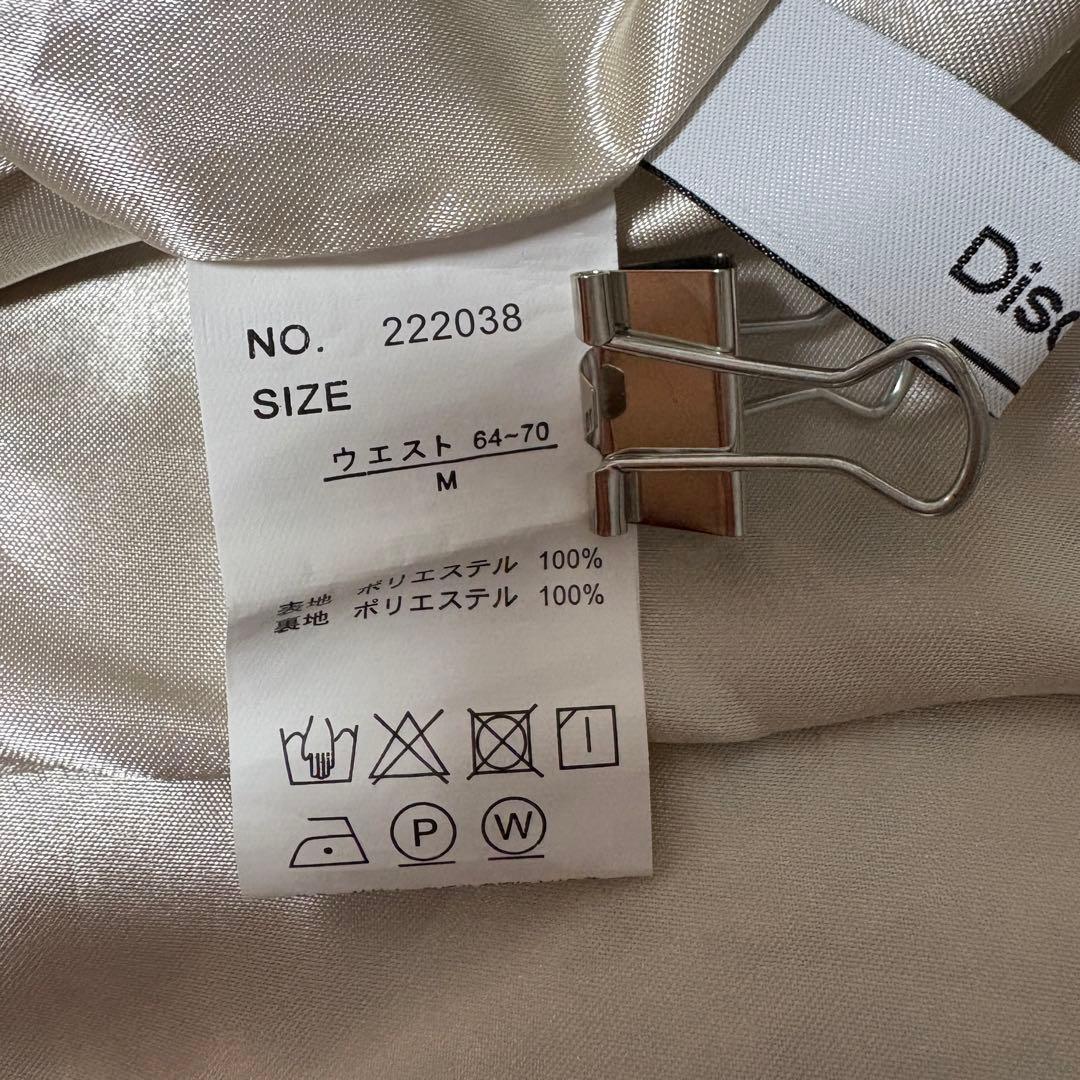 NO. 222038
SIZE
ウエスト 64~70
M
表地 ポリエステル 100%
裏地 ポリエステル 100%
P
W